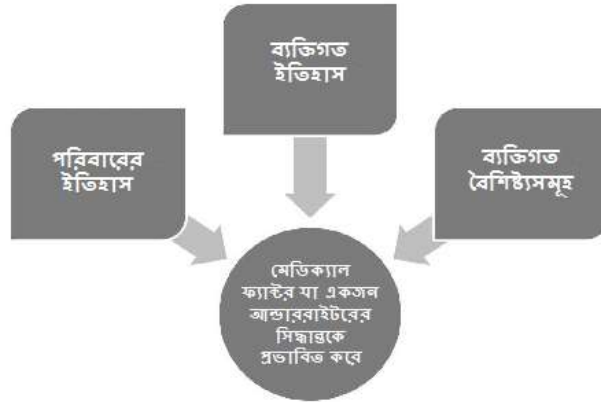 ব্যক্তিগত
ইতিহাস
পরিবারের
ইতিহাস
ব্যক্তিগত
বৈশিষ্ট্যসমূহ
মেডিক্যাল
ফ্যাক্টর যা একজন
আন্ডাররাইটরের
সিদ্ধান্তকে
প্রভাবিত করে